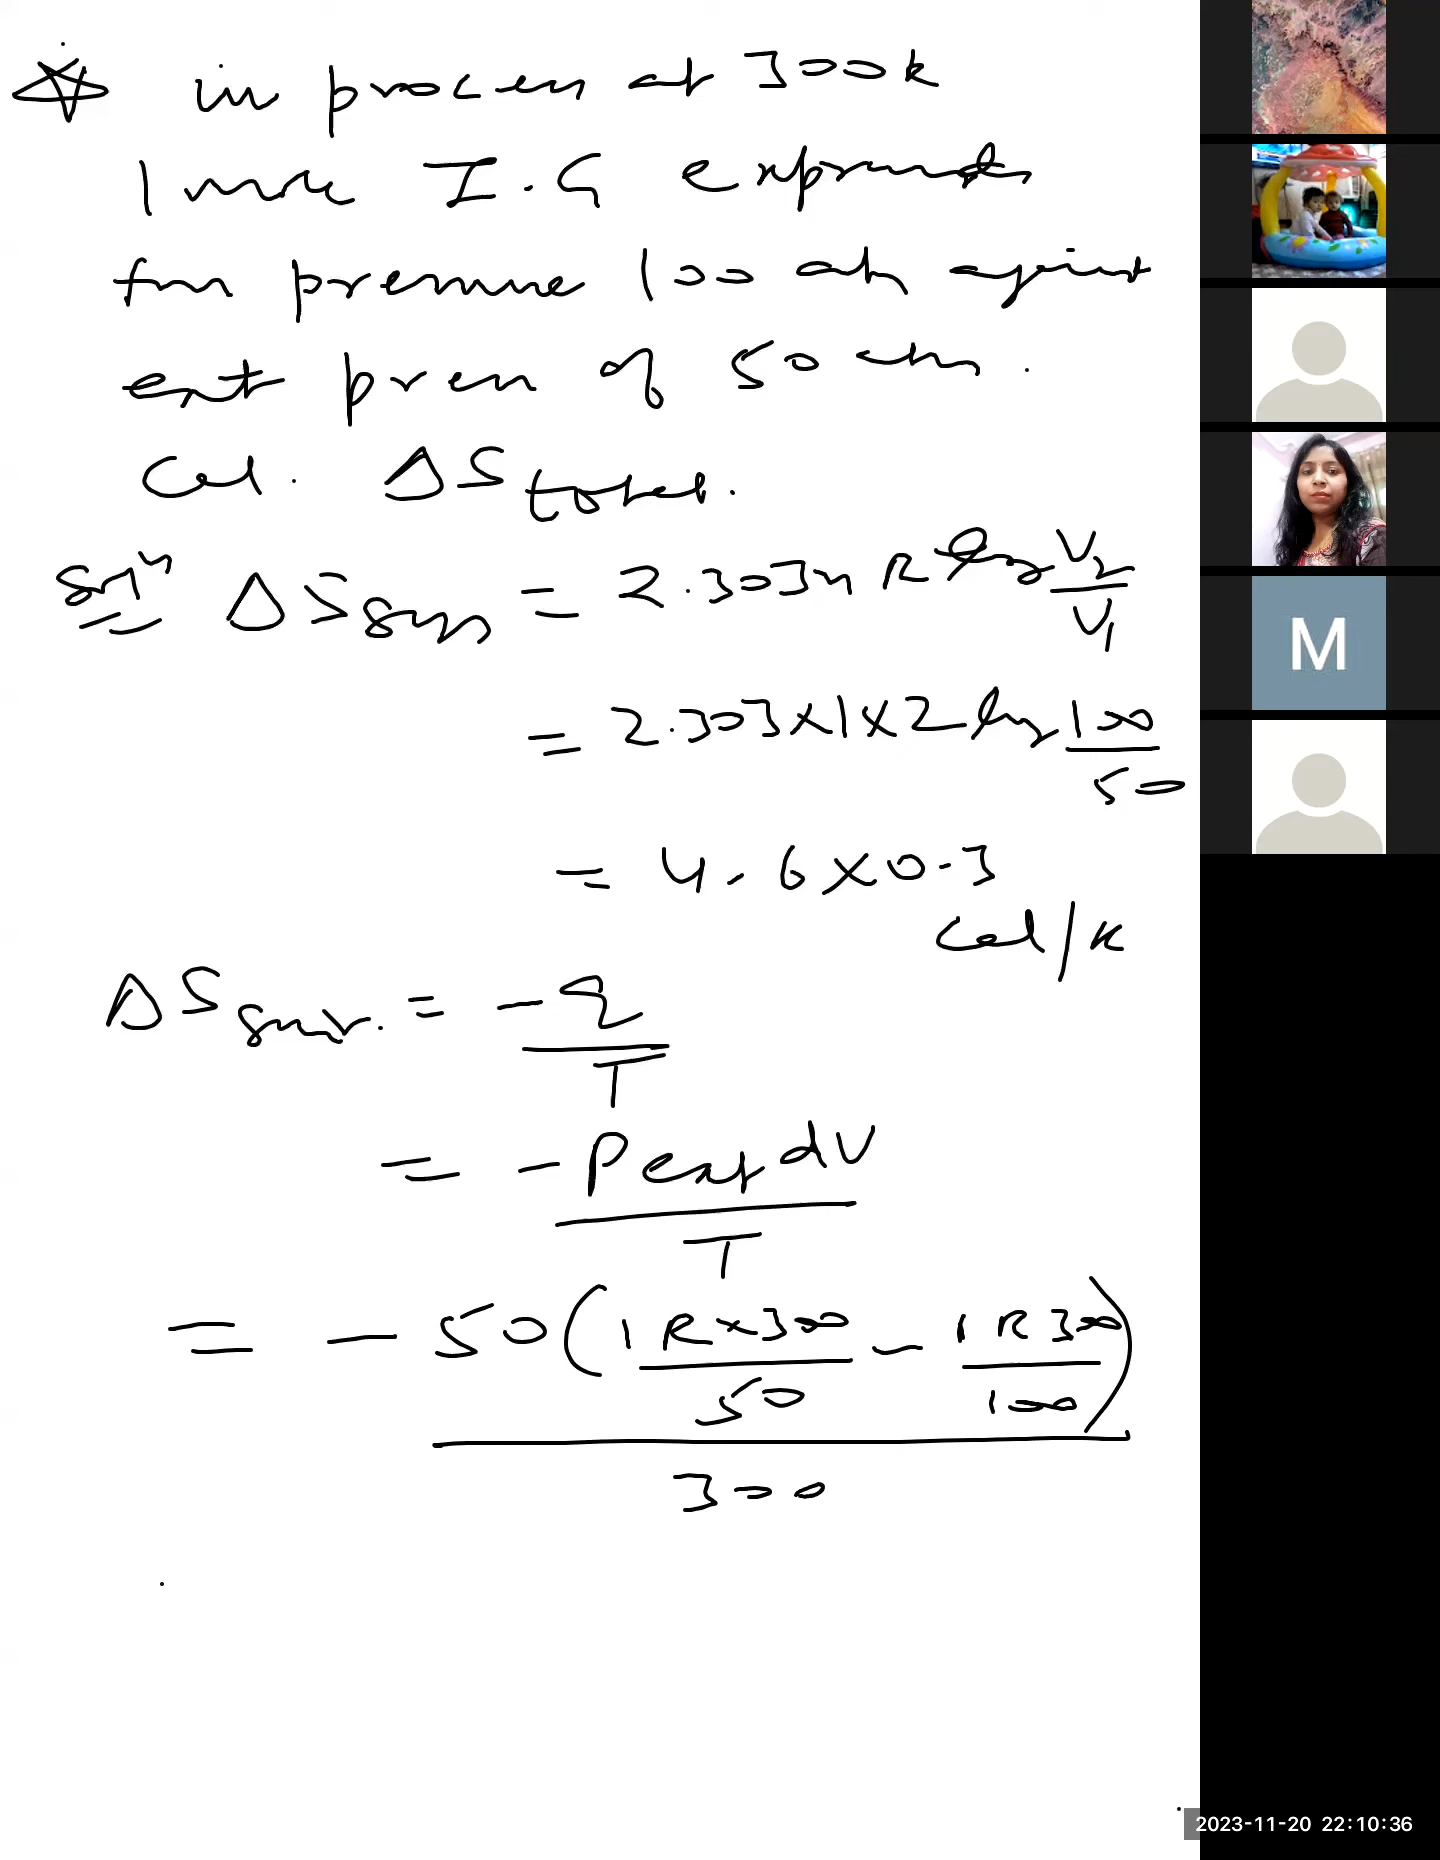 in process at 300k
1 mole I.G expands
from pressure 100 atm against
ext pren of 50 atm.
Cal. ΔS total.
Solⁿ ΔS sys = 2.303 n R log V₂/V₁
= 2.303×1×2 log 100/50
= 4.6×0.3
Cal/K
ΔS surr. = -q/T
= -P ext dV/T
= -50(1R×300/50 - 1R300/100)/300
M
2023-11-20 22:10:36